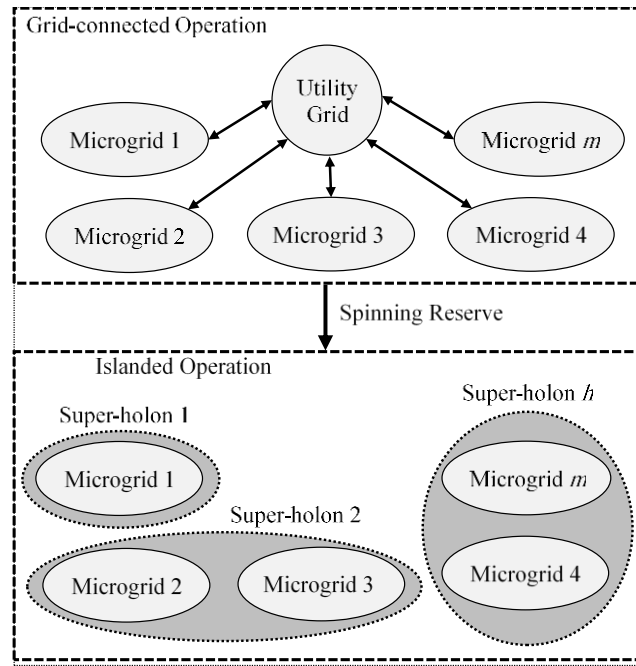 Grid-connected Operation
Utility
Grid
Microgrid 1
Microgrid m
Microgrid 2
Microgrid 3
Microgrid 4
Spinning Reserve
Islanded Operation
Super-holon 1
Super-holon h
Microgrid 1
Microgrid m
Super-holon 2
Microgrid 2
Microgrid 3
Microgrid 4